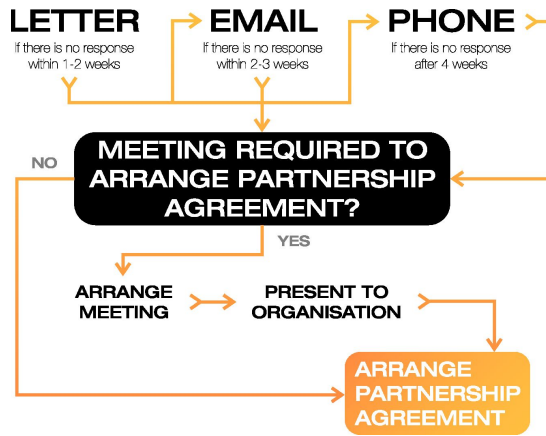 LETTER
If there is no response
within 1-2 weeks
EMAIL
If there is no response
within 2-3 weeks
PHONE
If there is no response
after 4 weeks
MEETING REQUIRED TO
ARRANGE PARTNERSHIP
AGREEMENT?
NO
YES
ARRANGE
MEETING
PRESENT TO
ORGANISATION
ARRANGE
PARTNERSHIP
AGREEMENT